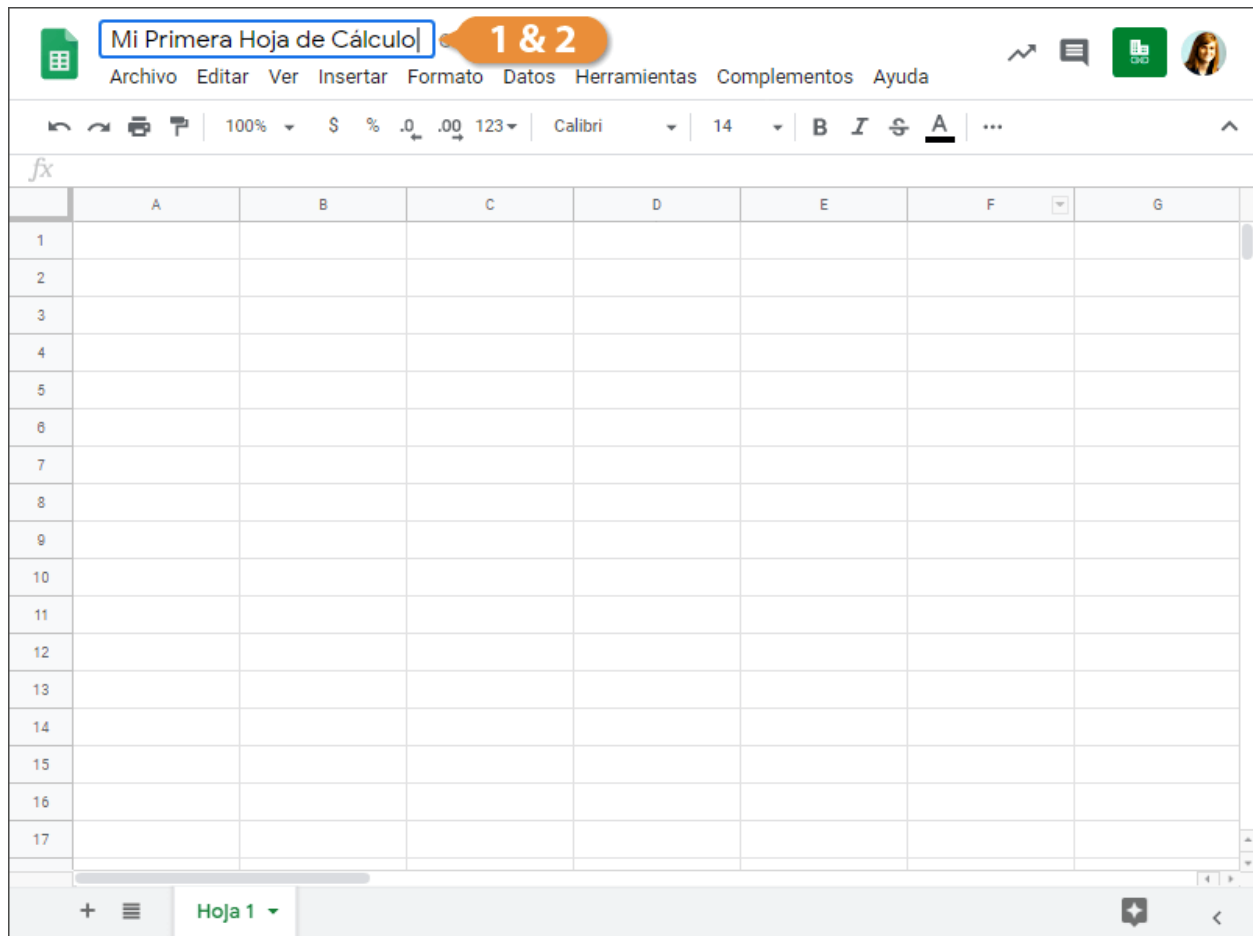 Mi Primera Hoja de Cálculo
1 & 2
Archivo Editar Ver Insertar Formato Datos Herramientas Complementos Ayuda
100% $ % .0 .00 123 Calibri 14 B I S A ...
fx
A B C D E F G
1
2
3
4
5
6
7
8
9
10
11
12
13
14
15
16
17
+ Hoja 1